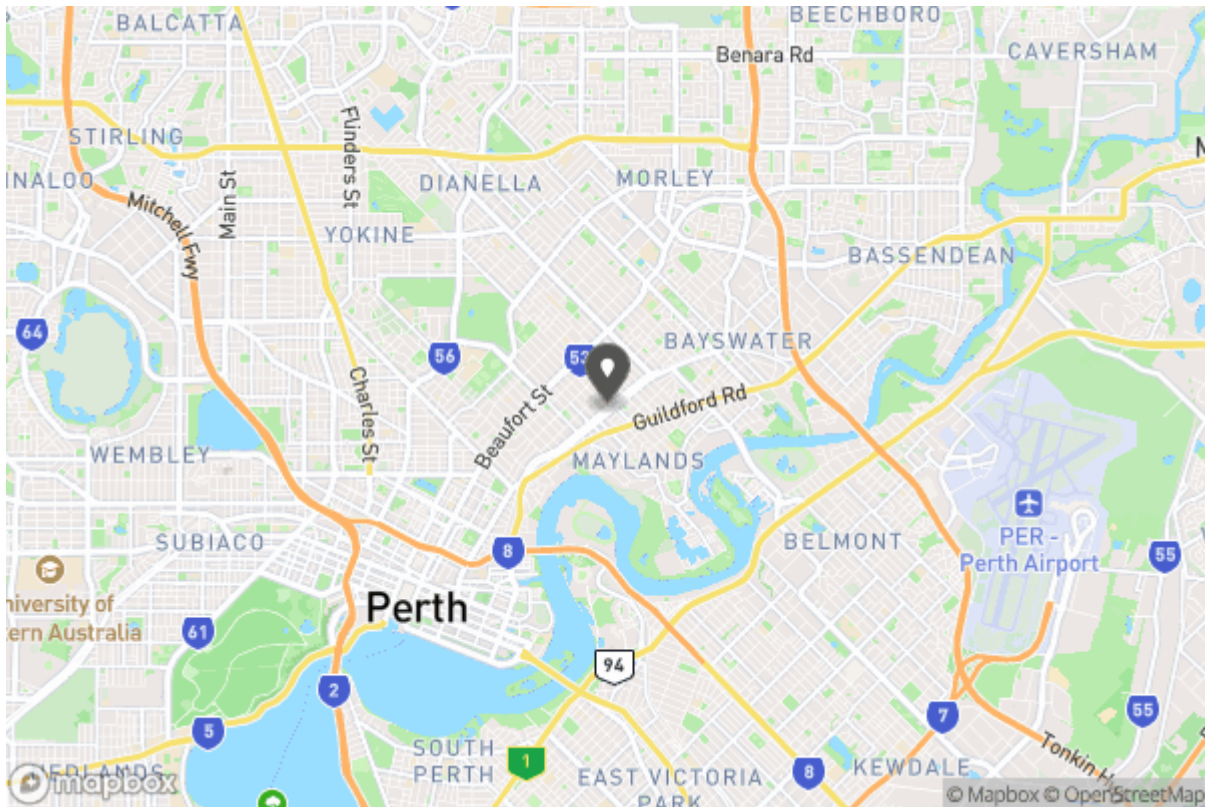 BALCATTA
BEECHBORO
Benara Rd
CAVERSHAM
STIRLING
Flinders St
INALOO
Main St
DIANELLA
MORLEY
M
Mitchell Fwy
YOKINE
BASSENDEAN
64
56
53
BAYSWATER
Charles St
Beaufort St
Guildford Rd
WEMBLEY
MAYLANDS
SUBIACO
8
BELMONT
PER -
Perth Airport
55
niversity of
tern Australia
61
Perth
94
2
5
7
55
SOUTH
PERTH
1
EAST VICTORIA
PARK
8
KEWDALE
Tonkin H
NEDLANDS
mapbox
© Mapbox © OpenStreetMap